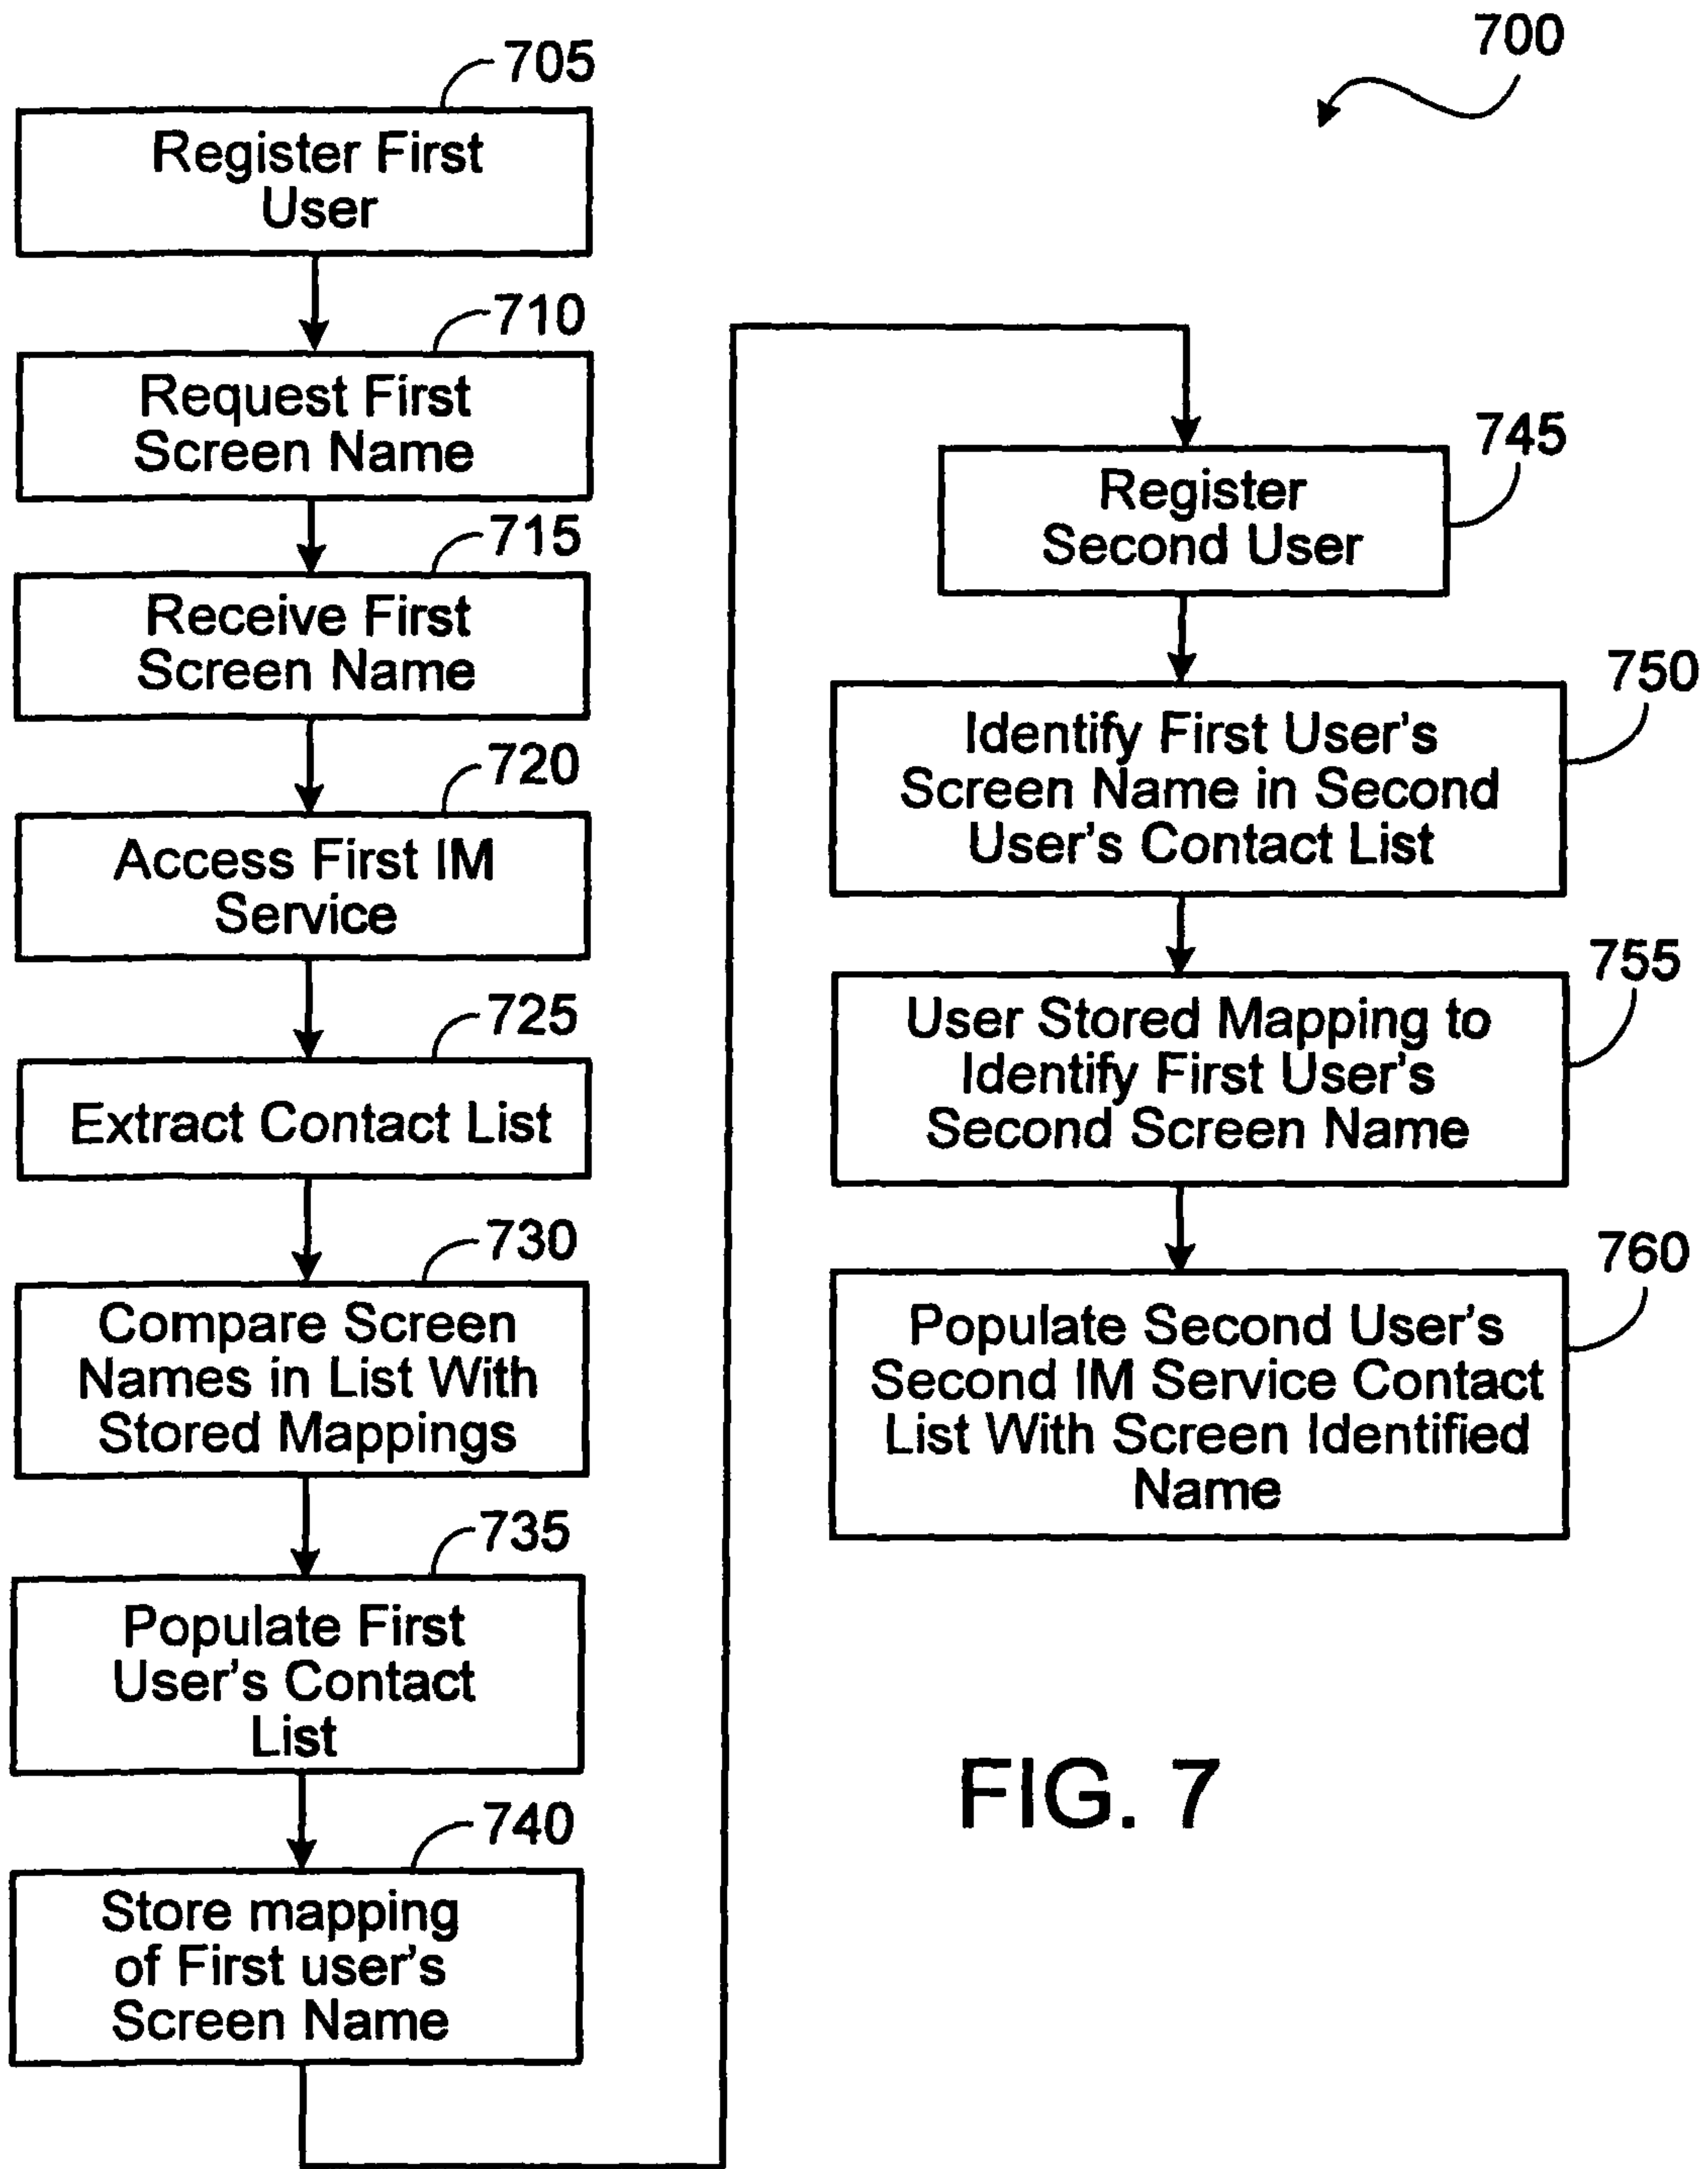 700
705
Register First
User
710
Request First
Screen Name
715
Receive First
Screen Name
720
Access First IM
Service
725
Extract Contact List
730
Compare Screen
Names in List With
Stored Mappings
735
Populate First
User's Contact
List
740
Store mapping
of First user's
Screen Name
745
Register
Second User
750
Identify First User's
Screen Name in Second
User's Contact List
755
User Stored Mapping to
Identify First User's
Second Screen Name
760
Populate Second User's
Second IM Service Contact
List With Screen Identified
Name
FIG. 7